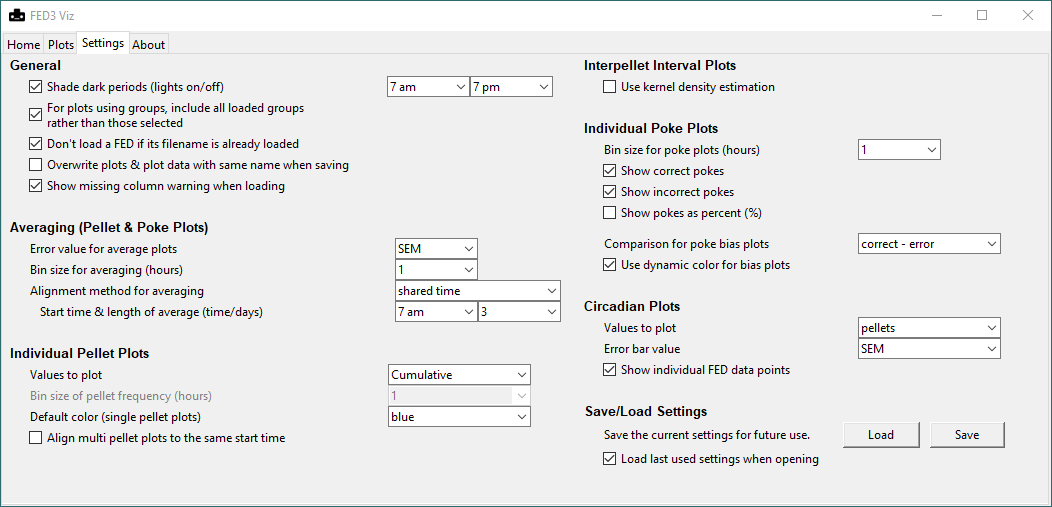 FED3 Viz
Home Plots Settings About
General
Shade dark periods (lights on/off) 7 am 7 pm
For plots using groups, include all loaded groups
rather than those selected
Don't load a FED if its filename is already loaded
Overwrite plots & plot data with same name when saving
Show missing column warning when loading
Averaging (Pellet & Poke Plots)
Error value for average plots SEM
Bin size for averaging (hours) 1
Alignment method for averaging shared time
Start time & length of average (time/days) 7 am 3
Individual Pellet Plots
Values to plot Cumulative
Bin size of pellet frequency (hours) 1
Default color (single pellet plots) blue
Align multi pellet plots to the same start time
Interpellet Interval Plots
Use kernel density estimation
Individual Poke Plots
Bin size for poke plots (hours) 1
Show correct pokes
Show incorrect pokes
Show pokes as percent (%)
Comparison for poke bias plots correct - error
Use dynamic color for bias plots
Circadian Plots
Values to plot pellets
Error bar value SEM
Show individual FED data points
Save/Load Settings
Save the current settings for future use. Load Save
Load last used settings when opening